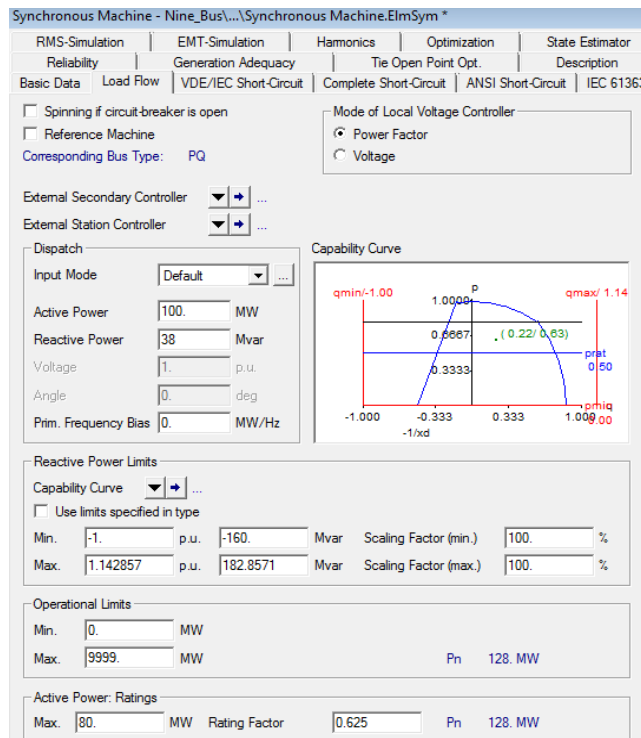 Synchronous Machine - Nine_Bus\...\Synchronous Machine.ElmSym *
RMS-Simulation EMT-Simulation Harmonics Optimization State Estimator
Reliability Generation Adequacy Tie Open Point Opt. Description
Basic Data Load Flow VDE/IEC Short-Circuit Complete Short-Circuit ANSI Short-Circuit IEC 61363
Spinning if circuit-breaker is open
Reference Machine
Corresponding Bus Type: PQ
Mode of Local Voltage Controller
Power Factor
Voltage
External Secondary Controller ...
External Station Controller ...
Dispatch
Input Mode Default ...
Active Power 100. MW
Reactive Power 38 Mvar
Voltage 1. p.u.
Angle 0. deg
Prim. Frequency Bias 0. MW/Hz
Capability Curve
qmin/-1.00 p qmax/ 1.14
1.0000
0.6667 ( 0.22/ 0.63)
prat
0.50
0.3333
pmin
0.00
-1.000 -0.333 0.333 1.000
-1/xd
Reactive Power Limits
Capability Curve ...
Use limits specified in type
Min. -1. p.u. -160. Mvar Scaling Factor (min.) 100. %
Max. 1.142857 p.u. 182.8571 Mvar Scaling Factor (max.) 100. %
Operational Limits
Min. 0. MW
Max. 9999. MW Pn 128. MW
Active Power: Ratings
Max. 80. MW Rating Factor 0.625 Pn 128. MW